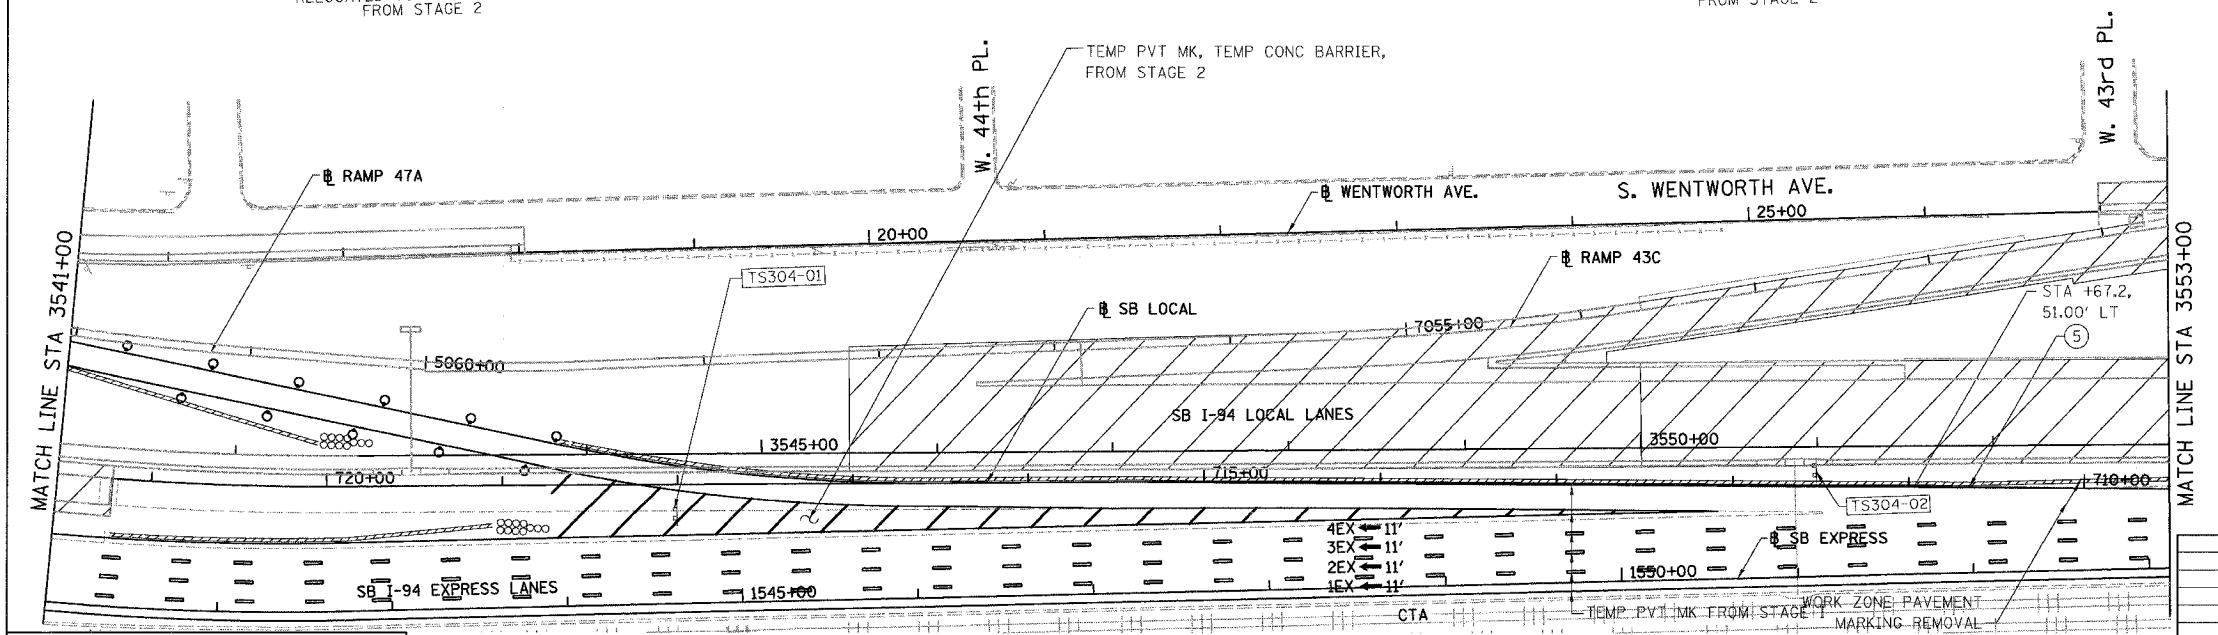 FROM STAGE 2
FROM STAGE 2
TEMP PVT MK, TEMP CONC BARRIER,
FROM STAGE 2
W. 44th PL.
W. 43rd PL.
℄ RAMP 47A
℄ WENTWORTH AVE.
S. WENTWORTH AVE.
25+00
20+00
℄ RAMP 43C
TS304-01
MATCH LINE STA 3541+00
MATCH LINE STA 3553+00
STA +67.2,
51.00' LT
℄ SB LOCAL
7055+00
5
5060+00
SB I-94 LOCAL LANES
3545+00
3550+00
720+00
715+00
710+00
TS304-02
4EX 11'
3EX 11'
2EX 11'
1EX 11'
℄ SB EXPRESS
SB I-94 EXPRESS LANES
1545+00
1550+00
CTA
TEMP PVT MK FROM STAGE 1
WORK ZONE PAVEMENT
MARKING REMOVAL